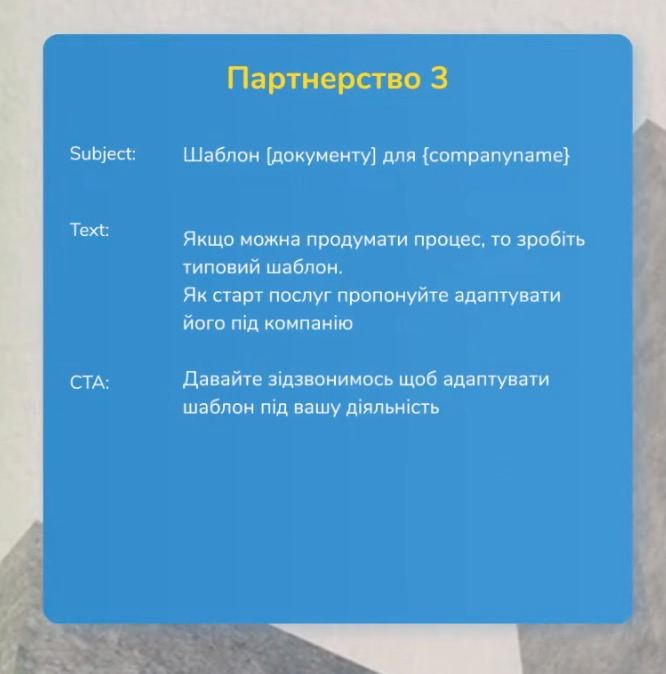 Партнерство 3
Subject:
Шаблон [документу] для {companyname}
Text:
Якщо можна продумати процес, то зробіть
типовий шаблон.
Як старт послуг пропонуйте адаптувати
його під компанію
CTA:
Давайте зідзвонимось щоб адаптувати
шаблон під вашу діяльність